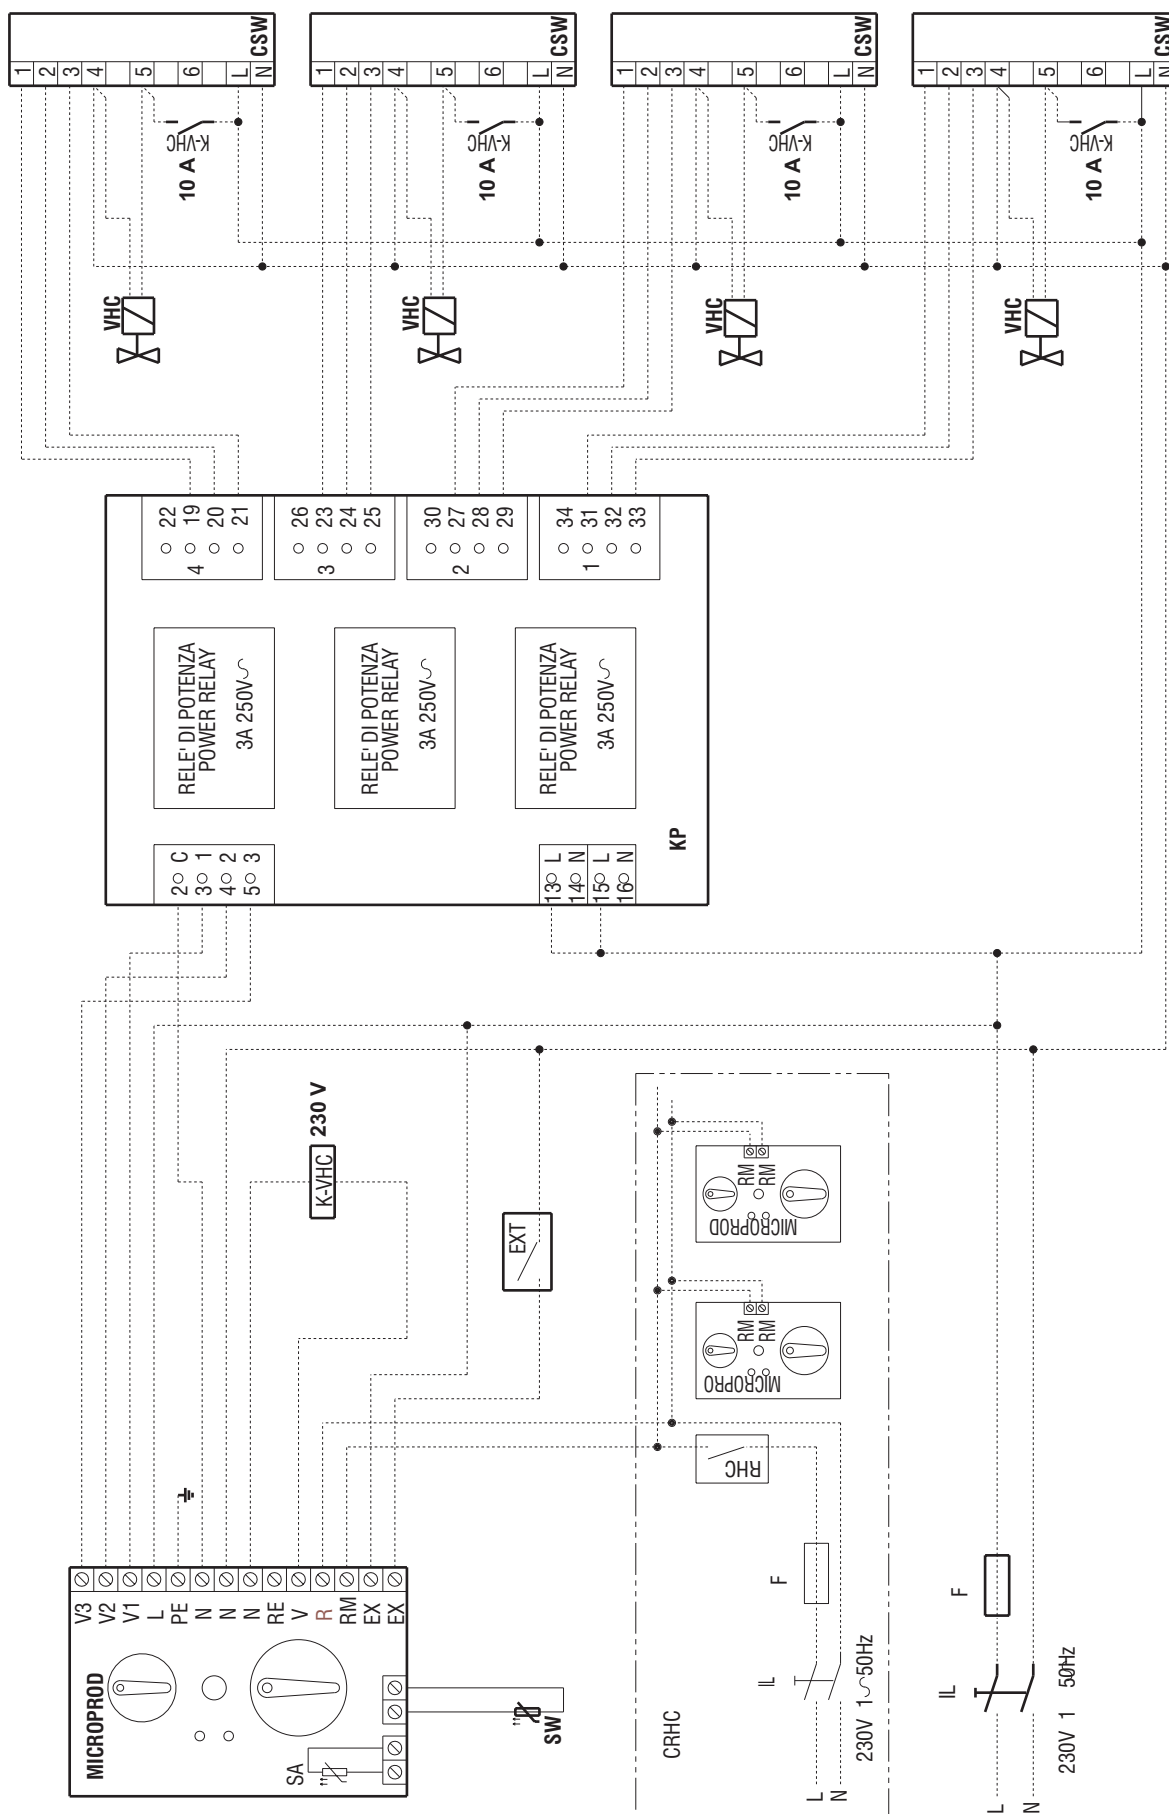 1 2 3 4 5 6 L N CSW
1 2 3 4 5 6 L N CSW
1 2 3 4 5 6 L N CSW
1 2 3 4 5 6 L N CSW
K-VHC
10 A
K-VHC
10 A
K-VHC
10 A
K-VHC
10 A
VHC
VHC
VHC
VHC
22
19
20
21
4
26
23
24
25
3
30
27
28
29
2
34
31
32
33
1
RELE' DI POTENZA
POWER RELAY
3A 250V~
RELE' DI POTENZA
POWER RELAY
3A 250V~
RELE' DI POTENZA
POWER RELAY
3A 250V~
2 C
3 1
4 2
5 3
13 L
14 N
15 L
16 N
KP
K-VHC
230 V
EXT
MICROPROD
RM
RM
MICROPRO
RM
RM
RHC
F
IL
CRHC
230V 1~50Hz
L
N
F
IL
230V 1 50Hz
L
N
MICROPROD
V3
V2
V1
L
PE
N
N
N
RE
V
R
RM
EX
EX
SA
SW